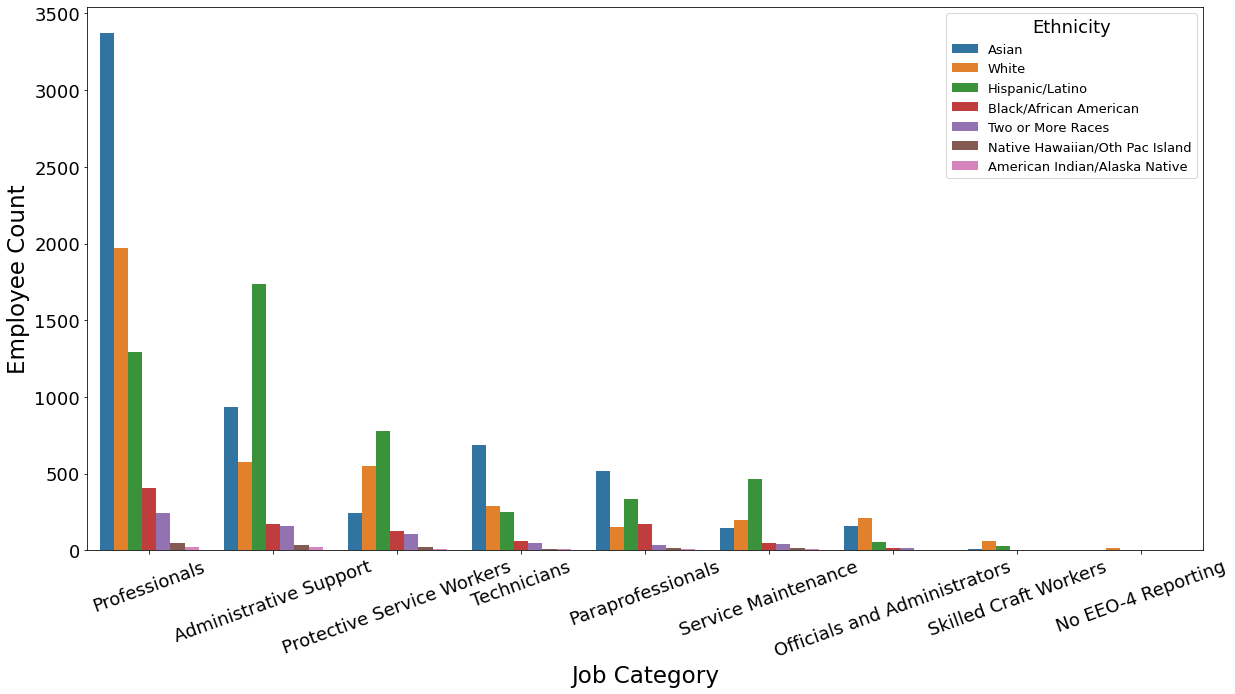 Employee Count
3500
3000
2500
2000
1500
1000
500
0
Ethnicity
Asian
White
Hispanic/Latino
Black/African American
Two or More Races
Native Hawaiian/Oth Pac Island
American Indian/Alaska Native
Professionals
Administrative Support
Protective Service Workers
Technicians
Paraprofessionals
Service Maintenance
Officials and Administrators
Skilled Craft Workers
No EEO-4 Reporting
Job Category